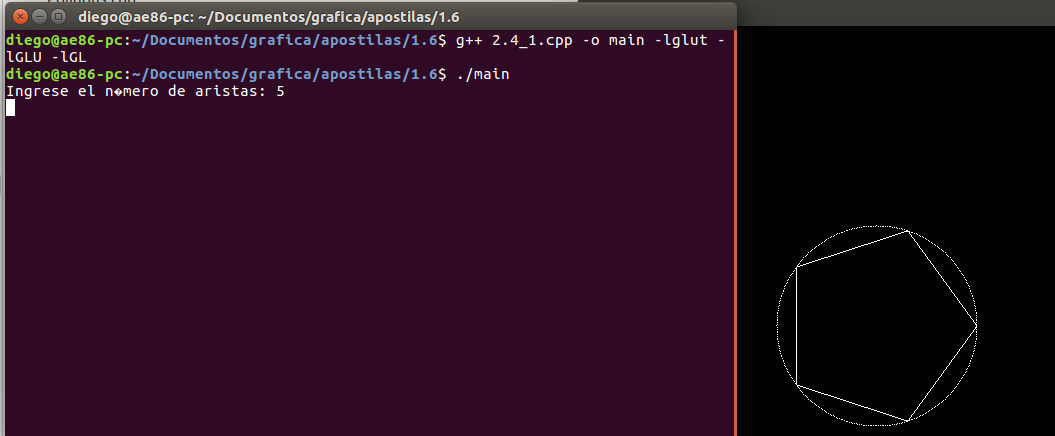 diego@ae86-pc: ~/Documentos/grafica/apostilas/1.6
diego@ae86-pc:~/Documentos/grafica/apostilas/1.6$ g++ 2.4_1.cpp -o main -lglut -
lGLU -lGL
diego@ae86-pc:~/Documentos/grafica/apostilas/1.6$ ./main
Ingrese el n�mero de aristas: 5